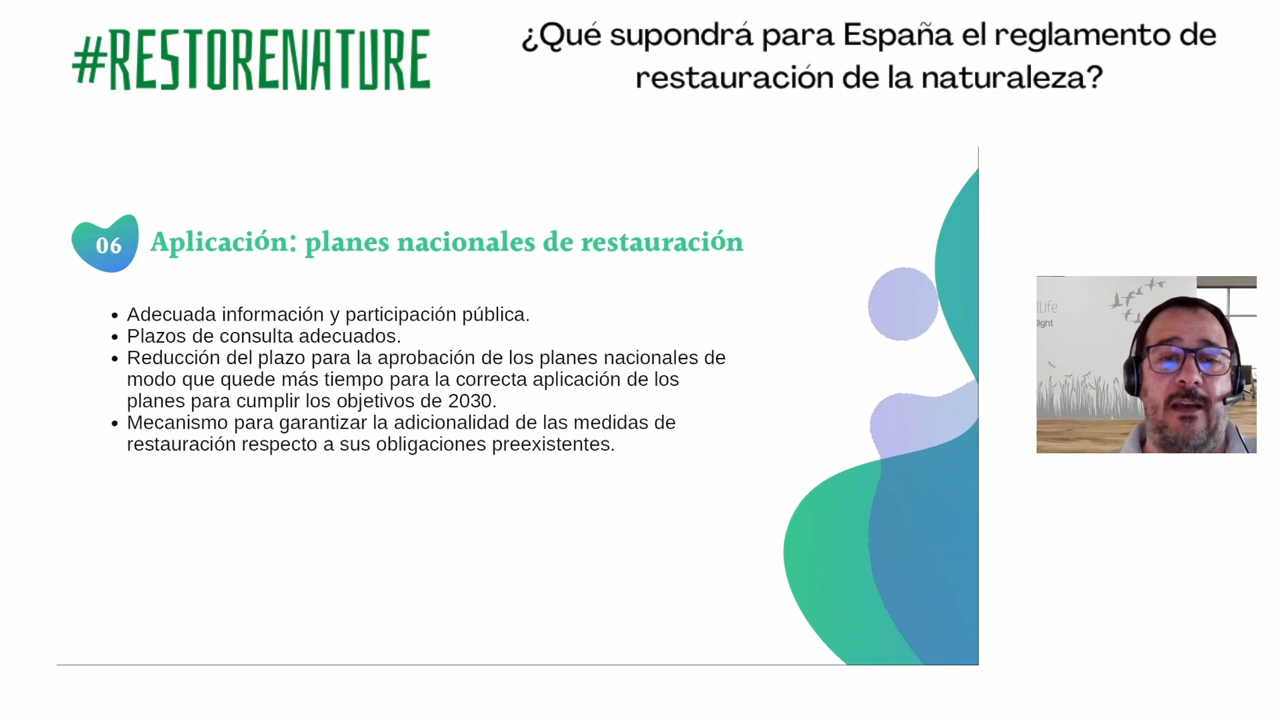 #RESTORENATURE
¿Qué supondrá para España el reglamento de
restauración de la naturaleza?
06
Aplicación: planes nacionales de restauración
Adecuada información y participación pública.
Plazos de consulta adecuados.
Reducción del plazo para la aprobación de los planes nacionales de
modo que quede más tiempo para la correcta aplicación de los
planes para cumplir los objetivos de 2030.
Mecanismo para garantizar la adicionalidad de las medidas de
restauración respecto a sus obligaciones preexistentes.